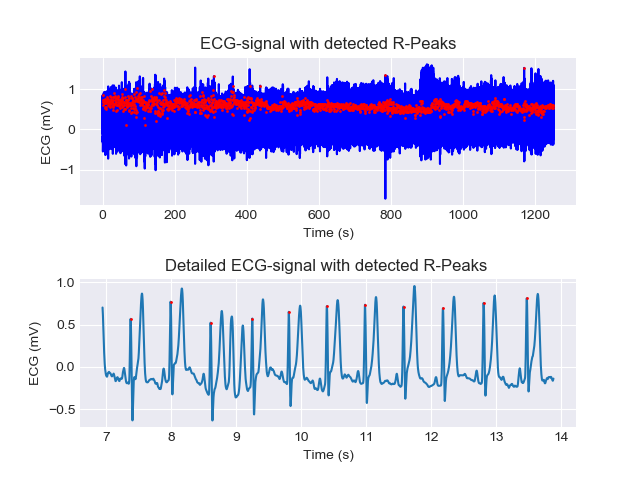 ECG-signal with detected R-Peaks
1
0
−1
ECG (mV)
0 200 400 600 800 1000 1200
Time (s)
Detailed ECG-signal with detected R-Peaks
1.0
0.5
0.0
−0.5
ECG (mV)
7 8 9 10 11 12 13 14
Time (s)